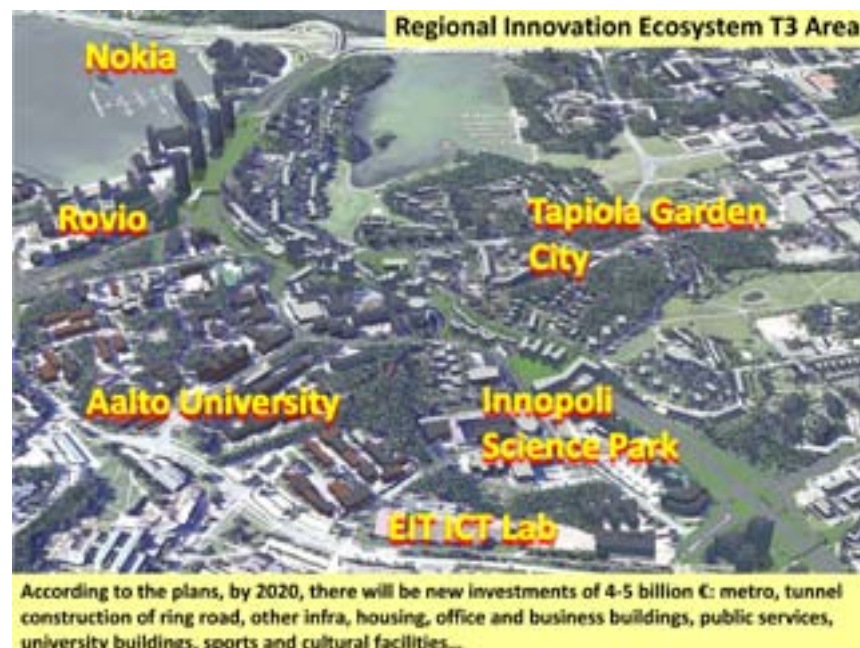 Regional Innovation Ecosystem T3 Area
Nokia
Rovio
Tapiola Garden
City
Aalto University
Innopoli
Science Park
EIT ICT Lab
According to the plans, by 2020, there will be new investments of 4-5 billion €: metro, tunnel
construction of ring road, other infra, housing, office and business buildings, public services,
university buildings, sports and cultural facilities...